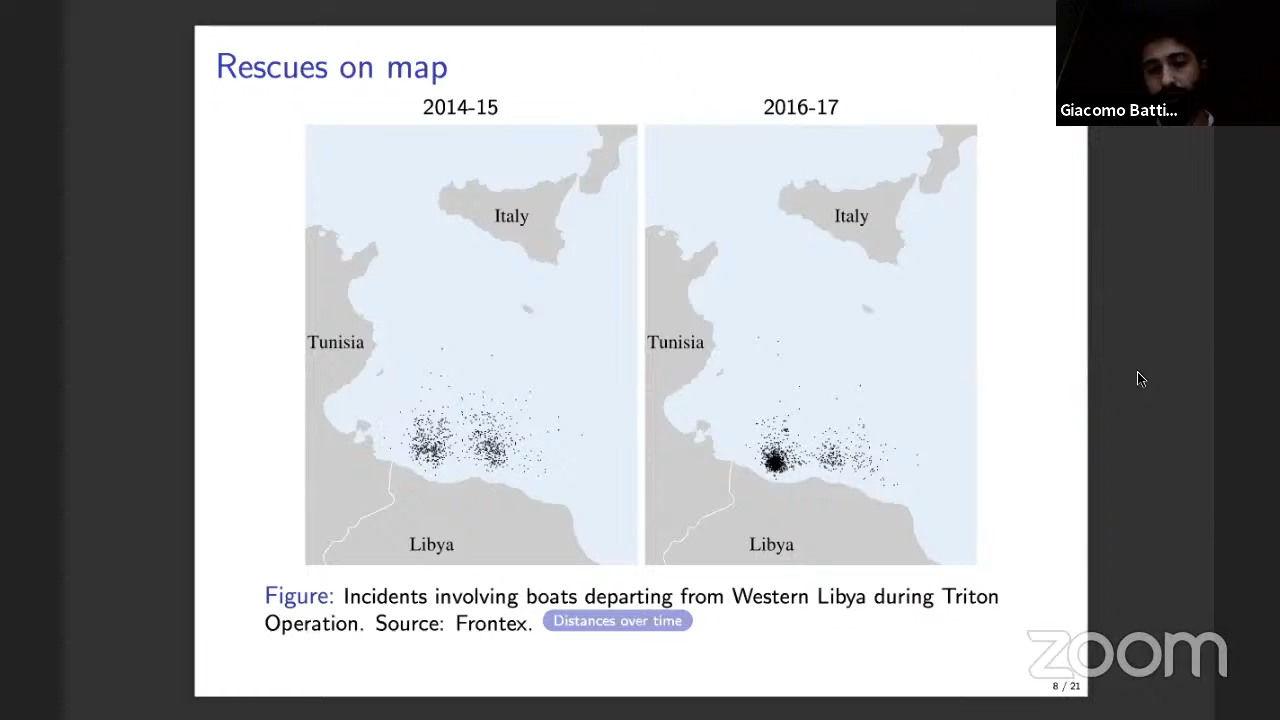 Rescues on map
2014-15
2016-17
Giacomo Batti...
Italy
Italy
Tunisia
Tunisia
Libya
Libya
Figure: Incidents involving boats departing from Western Libya during Triton
Operation. Source: Frontex. Distances over time
zoom
8 / 21